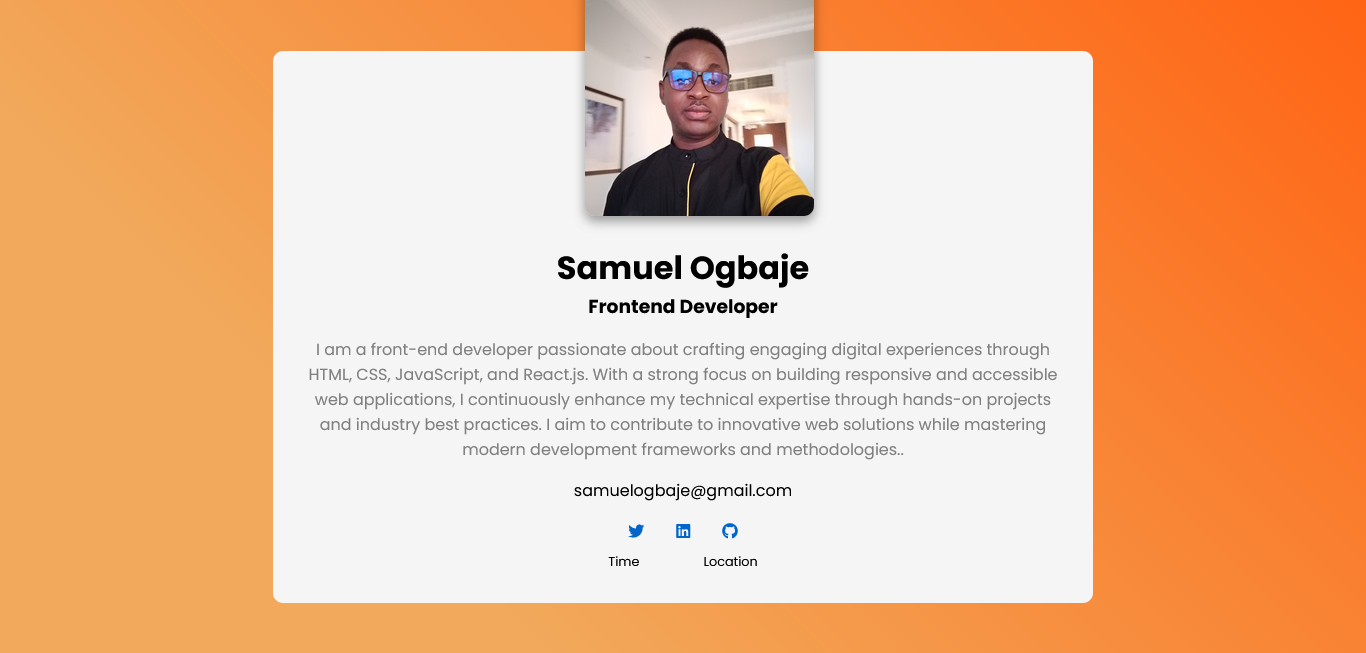 Samuel Ogbaje
Frontend Developer
I am a front-end developer passionate about crafting engaging digital experiences through
HTML, CSS, JavaScript, and React.js. With a strong focus on building responsive and accessible
web applications, I continuously enhance my technical expertise through hands-on projects
and industry best practices. I aim to contribute to innovative web solutions while mastering
modern development frameworks and methodologies..
samuelogbaje@gmail.com
Time Location